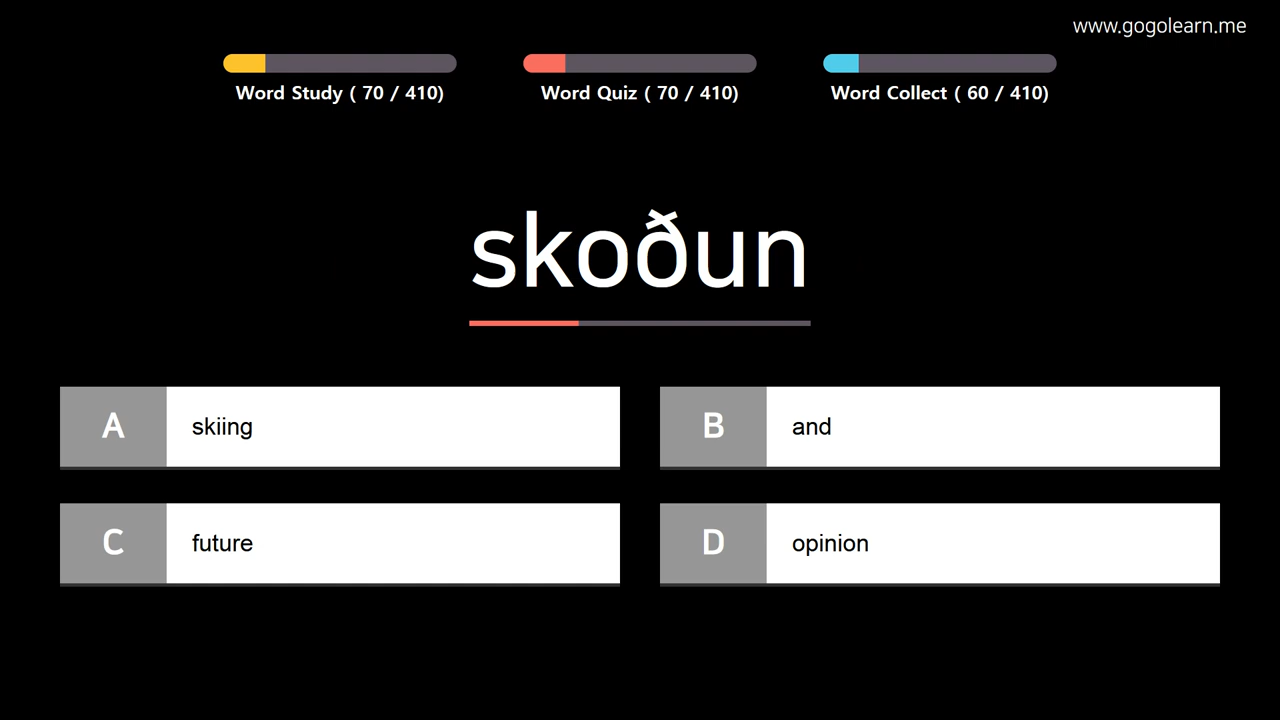 www.gogolearn.me
Word Study ( 70 / 410)
Word Quiz ( 70 / 410)
Word Collect ( 60 / 410)
skoðun
A skiing
B and
C future
D opinion